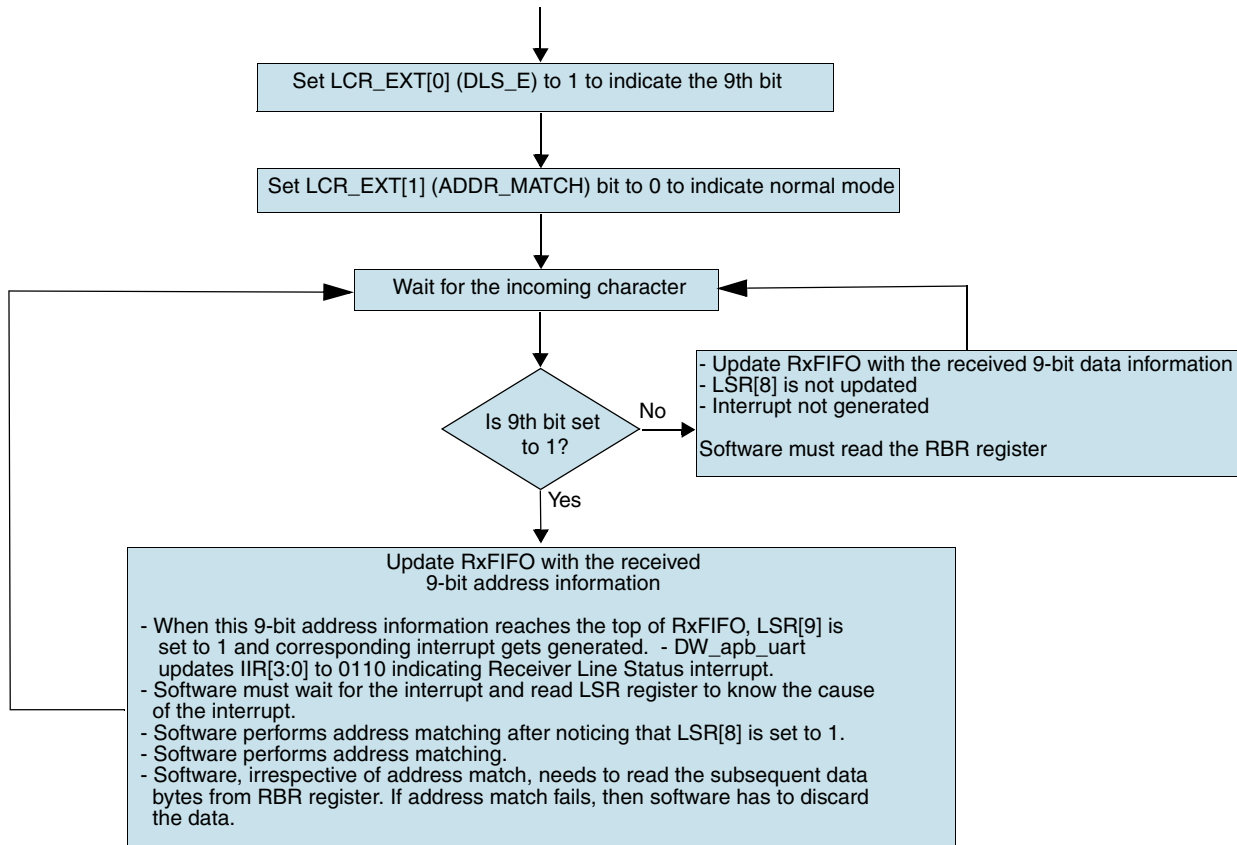 Set LCR_EXT[0] (DLS_E) to 1 to indicate the 9th bit
Set LCR_EXT[1] (ADDR_MATCH) bit to 0 to indicate normal mode
Wait for the incoming character
Is 9th bit set
to 1?
No
- Update RxFIFO with the received 9-bit data information
- LSR[8] is not updated
- Interrupt not generated
Software must read the RBR register
Yes
Update RxFIFO with the received
9-bit address information
- When this 9-bit address information reaches the top of RxFIFO, LSR[9] is
set to 1 and corresponding interrupt gets generated. - DW_apb_uart
updates IIR[3:0] to 0110 indicating Receiver Line Status interrupt.
- Software must wait for the interrupt and read LSR register to know the cause
of the interrupt.
- Software performs address matching after noticing that LSR[8] is set to 1.
- Software performs address matching.
- Software, irrespective of address match, needs to read the subsequent data
bytes from RBR register. If address match fails, then software has to discard
the data.